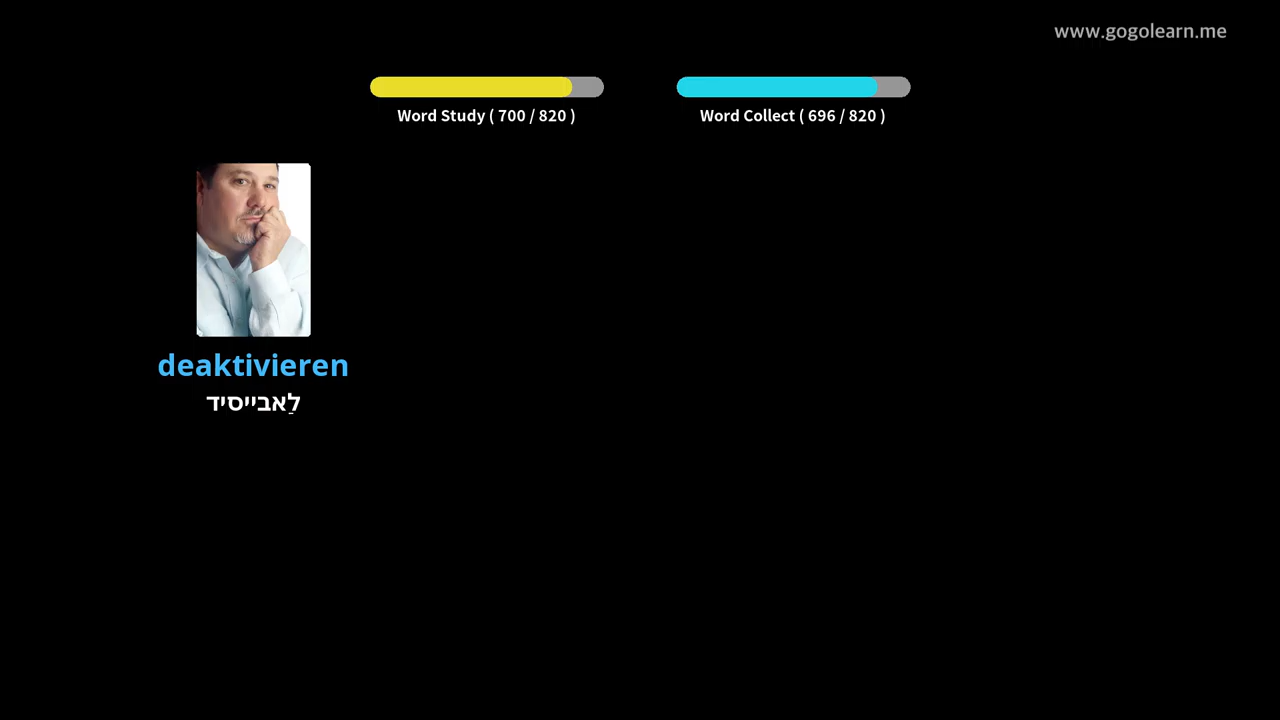 www.gogolearn.me
Word Study ( 700 / 820 )
Word Collect ( 696 / 820 )
deaktivieren
לַאבייסיד